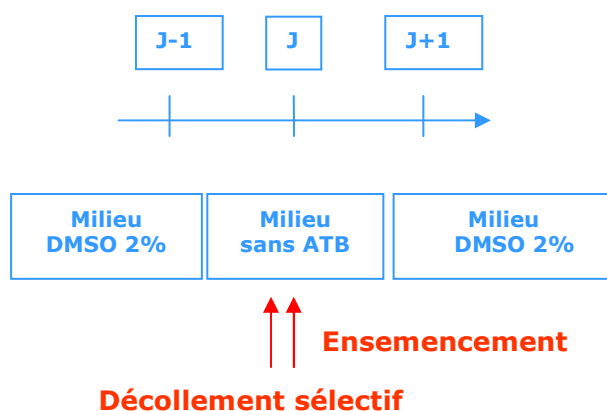 J-1
J
J+1
Milieu
DMSO 2%
Milieu
sans ATB
Milieu
DMSO 2%
Ensemencement
Décollement sélectif